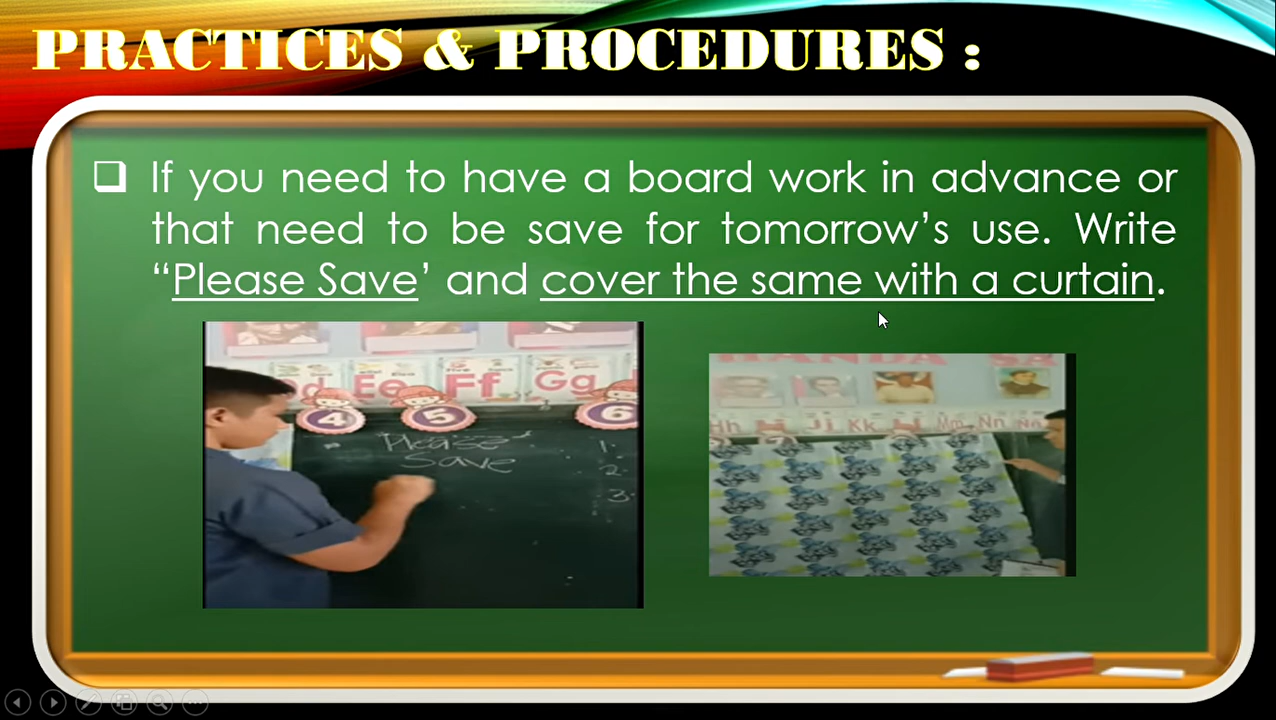 PRACTICES & PROCEDURES :
❑ If you need to have a board work in advance or
that need to be save for tomorrow’s use. Write
“Please Save’ and cover the same with a curtain.
Ee Ff Gg
4 5 6
Please
Save
1.
2.
3.
Hh Jj Kk Mm Nn Ññ